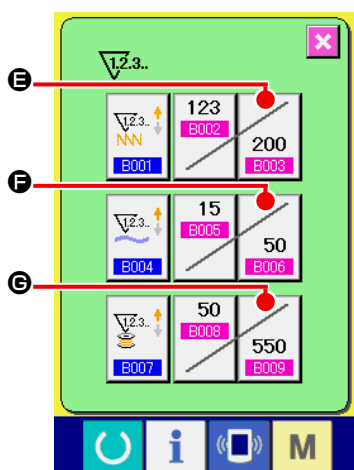 1,2,3..
E
1,2,3.. 123 200
B001 B002 B003
F
1,2,3.. 15 50
B004 B005 B006
G
1,2,3.. 50 550
B007 B008 B009
i M